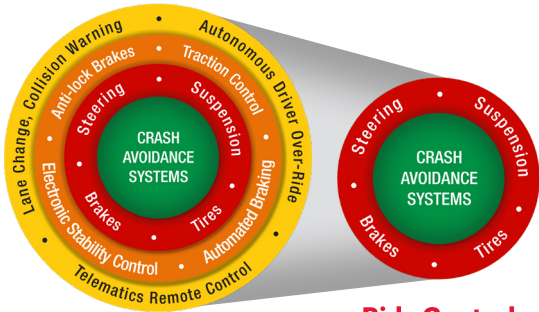 Lane Change, Collision Warning • Autonomous Driver Over-Ride • Telematics Remote Control •
Anti-lock Brakes • Traction Control • Automated Braking • Electronic Stability Control •
Steering • Suspension • Tires • Brakes •
CRASH
AVOIDANCE
SYSTEMS
Steering • Suspension • Tires • Brakes •
CRASH
AVOIDANCE
SYSTEMS